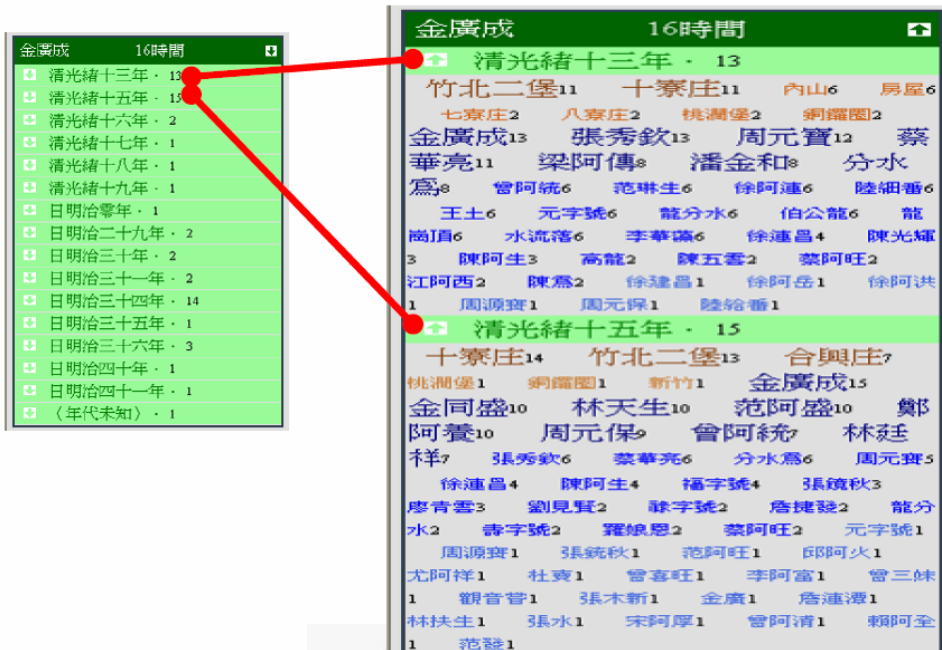 金廣成 16時間
清光緒十三年． 13
清光緒十五年． 15
清光緒十六年． 2
清光緒十七年． 1
清光緒十八年． 1
清光緒十九年． 1
日明治零年． 1
日明治二十九年． 2
日明治三十年． 2
日明治三十一年． 2
日明治三十四年． 14
日明治三十五年． 1
日明治三十六年． 3
日明治四十年． 1
日明治四十一年． 1
（年代未知）． 1
金廣成 16時間
清光緒十三年． 13
竹北二堡11 十寮庄11 內山6 房屋6
七寮庄2 八寮庄2 桃澗堡2 銅鑼圈2
金廣成13 張秀欽13 周元寶12 蔡
華亮11 梁阿傳8 潘金和8 分水
為8 曾阿統6 范琳生6 徐阿連6 陸細番6
王土6 元字號6 龍分水6 伯公龍6 龍
崗頂6 水流落6 李華藻6 徐連昌4 陳光輝
3 陳阿生3 高龍2 陳五雲2 蔡阿旺2
江阿西2 陳為2 徐建昌1 徐阿岳1 徐阿洪
1 周源寶1 周元保1 陸給番1
清光緒十五年． 15
十寮庄14 竹北二堡13 合興庄7
桃澗堡1 銅鑼圈1 新竹1 金廣成15
金同盛10 林天生10 范阿盛10 鄭
阿養10 周元保9 曾阿統7 林廷
祥7 張秀欽6 蔡華亮6 分水為6 周元寶5
徐連昌4 陳阿生4 福字號4 張鏡秋3
廖青雲3 劉見賢2 祿字號2 詹捷發2 龍分
水2 壽字號2 羅娘恩2 蔡阿旺2 元字號1
周源寶1 張統秋1 范阿旺1 邱阿火1
尤阿祥1 杜賣1 曾喜旺1 李阿富1 曾三妹
1 觀音1 張木新1 金廣1 詹連潭1
林扶生1 張水1 宋阿厚1 曾阿清1 賴阿全
1 范發1